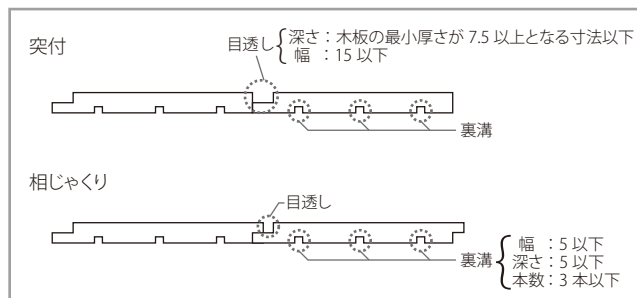 突付
目透し 深さ：木板の最小厚さが 7.5 以上となる寸法以下
幅 ：15 以下
裏溝
相じゃくり
目透し
幅 ：5 以下
裏溝 深さ：5 以下
本数：3 本以下